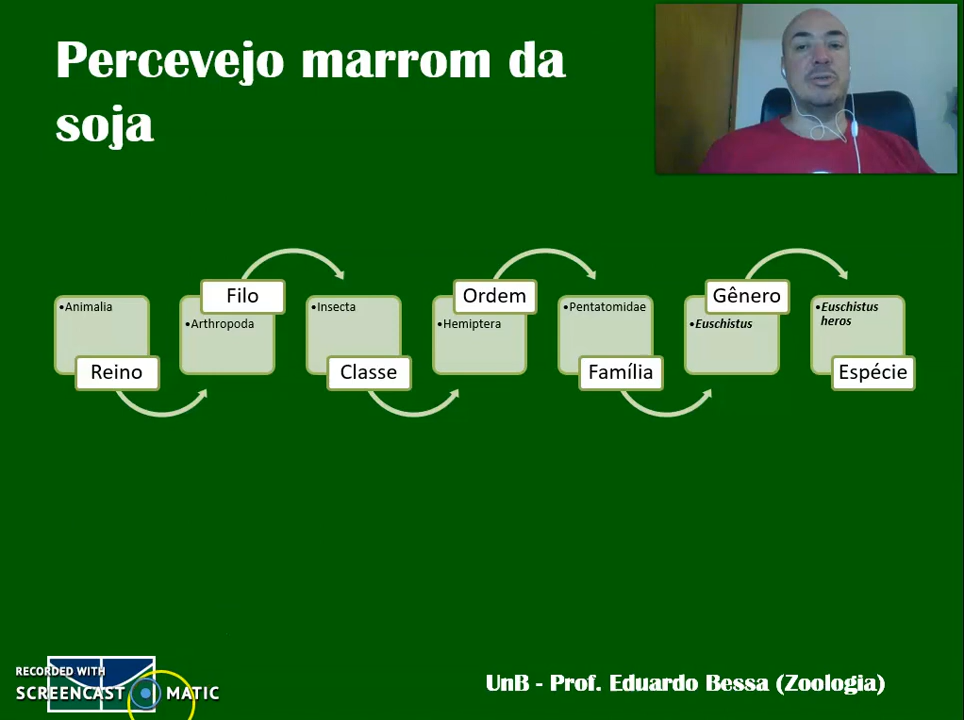 Percevejo marrom da
soja
•Animalia
Reino
Filo
•Arthropoda
•Insecta
Classe
Ordem
•Hemiptera
•Pentatomidae
Família
Gênero
•Euschistus
•Euschistus
heros
Espécie
RECORDED WITH
SCREENCAST MATIC
UnB - Prof. Eduardo Bessa (Zoologia)